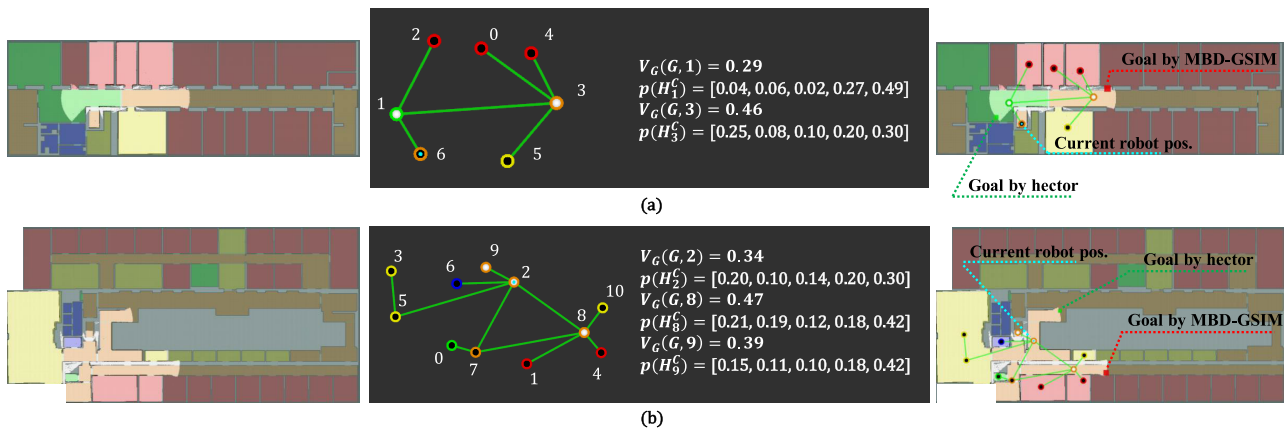 2
0
4
1
3
6
5
V_G(G, 1) = 0.29
p(H_1^C) = [0.04, 0.06, 0.02, 0.27, 0.49]
V_G(G, 3) = 0.46
p(H_3^C) = [0.25, 0.08, 0.10, 0.20, 0.30]
Goal by MBD-GSIM
Current robot pos.
Goal by hector
(a)
3
9
6
2
5
10
8
0
7
1
4
V_G(G, 2) = 0.34
p(H_2^C) = [0.20, 0.10, 0.14, 0.20, 0.30]
V_G(G, 8) = 0.47
p(H_8^C) = [0.21, 0.19, 0.12, 0.18, 0.42]
V_G(G, 9) = 0.39
p(H_9^C) = [0.15, 0.11, 0.10, 0.18, 0.42]
Current robot pos.
Goal by hector
Goal by MBD-GSIM
(b)